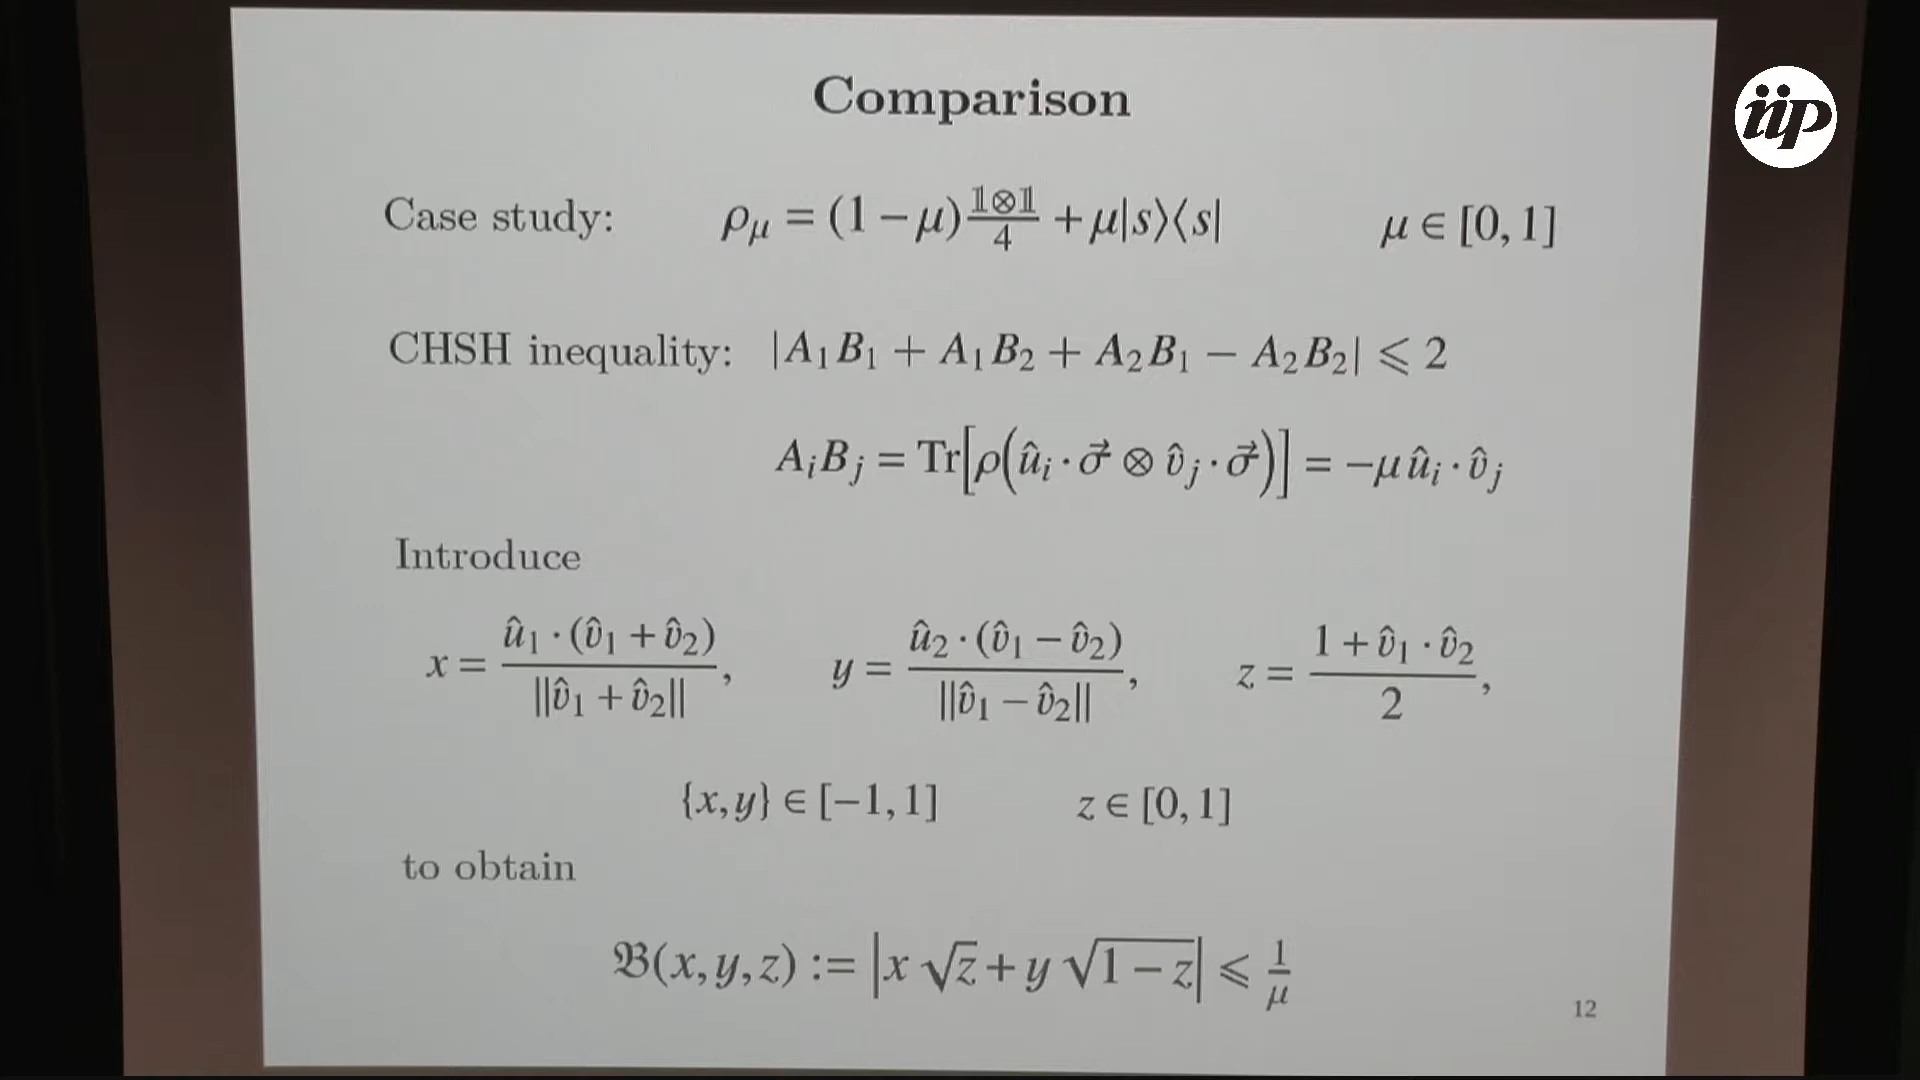 Comparison
iip
Case study: ρ_μ = (1 − μ) 𝟙⊗𝟙/4 + μ|s⟩⟨s| μ ∈ [0, 1]
CHSH inequality: |A₁B₁ + A₁B₂ + A₂B₁ − A₂B₂| ⩽ 2
A_iB_j = Tr[ρ(û_i · σ⃗ ⊗ v̂_j · σ⃗)] = −μ û_i · v̂_j
Introduce
x = û₁ · (v̂₁ + v̂₂) / ||v̂₁ + v̂₂||, y = û₂ · (v̂₁ − v̂₂) / ||v̂₁ − v̂₂||, z = 1 + v̂₁ · v̂₂ / 2,
{x, y} ∈ [−1, 1] z ∈ [0, 1]
to obtain
𝔅(x, y, z) := |x √z + y √1 − z| ⩽ 1/μ
12